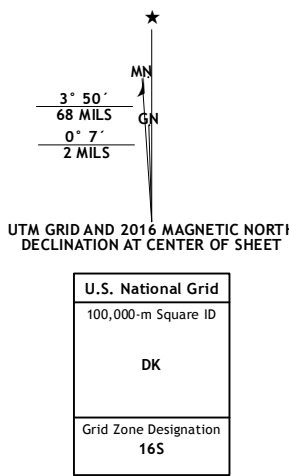 ★
MN
3° 50´
68 MILS
GN
0° 7´
2 MILS
UTM GRID AND 2016 MAGNETIC NORTH
DECLINATION AT CENTER OF SHEET
U.S. National Grid
100,000-m Square ID
DK
Grid Zone Designation
16S